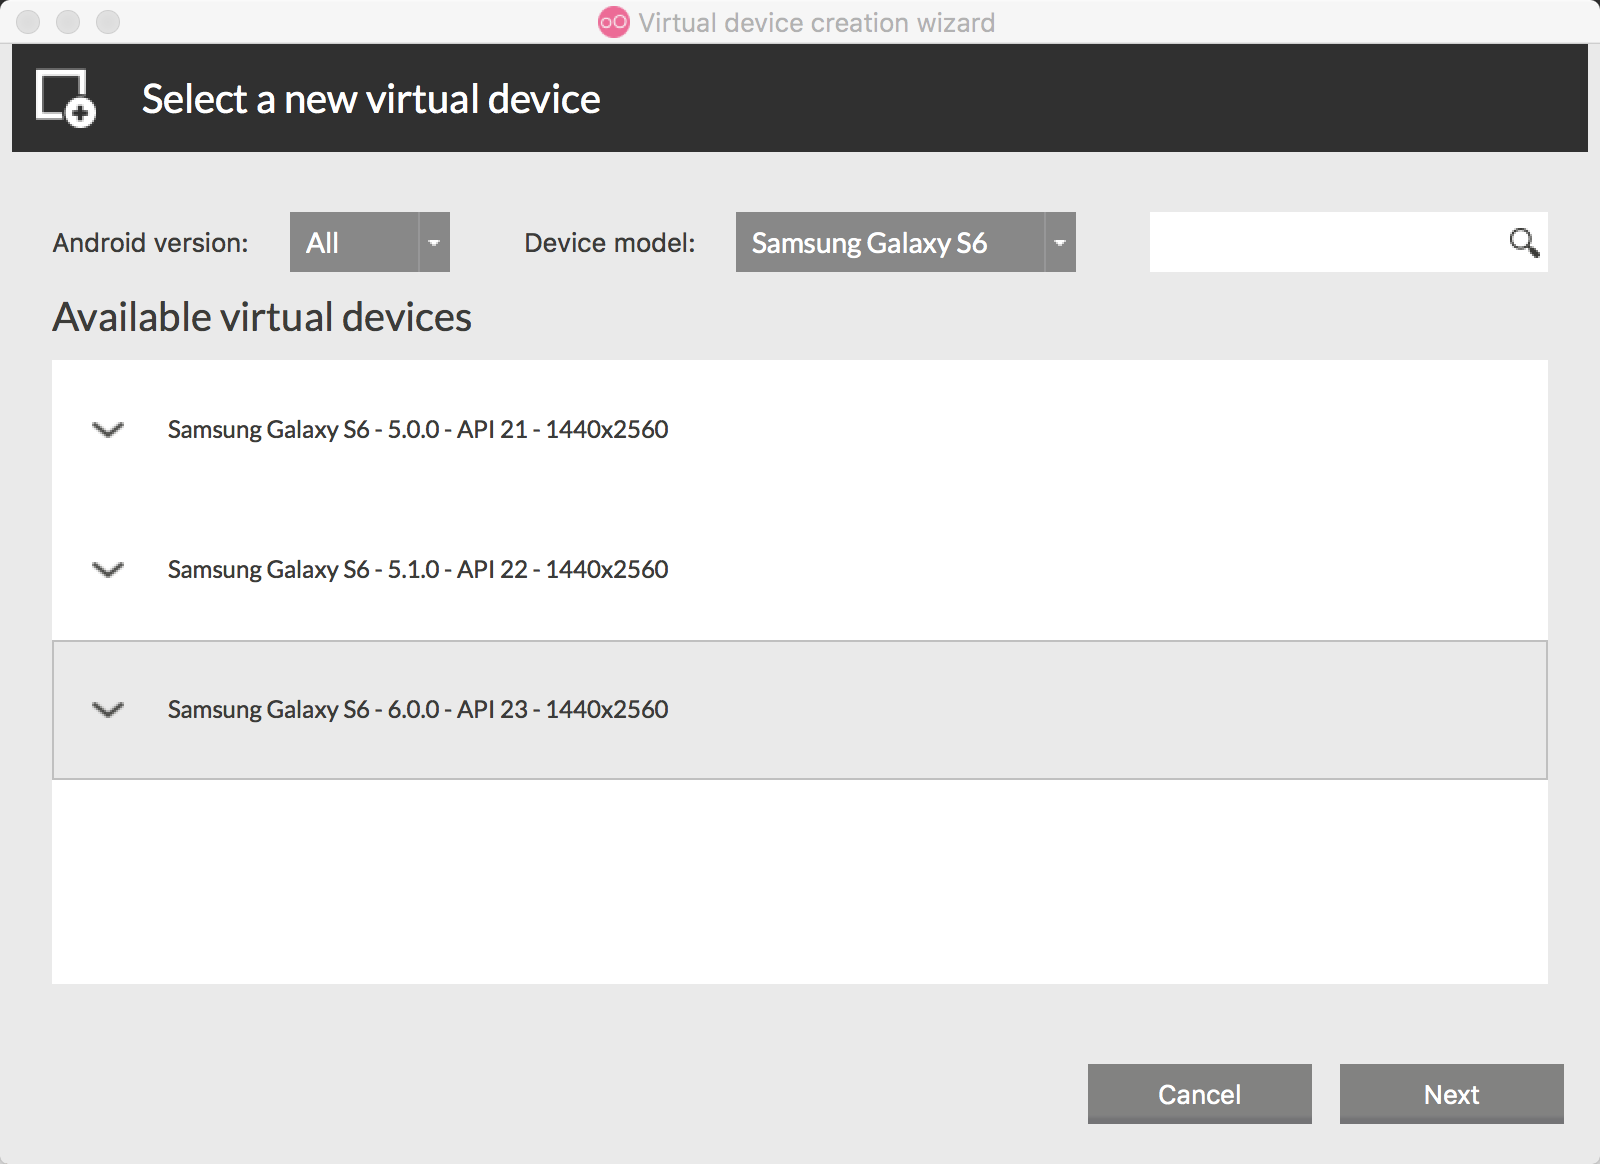 Virtual device creation wizard
Select a new virtual device
Android version: All Device model: Samsung Galaxy S6
Available virtual devices
Samsung Galaxy S6 - 5.0.0 - API 21 - 1440x2560
Samsung Galaxy S6 - 5.1.0 - API 22 - 1440x2560
Samsung Galaxy S6 - 6.0.0 - API 23 - 1440x2560
Cancel Next